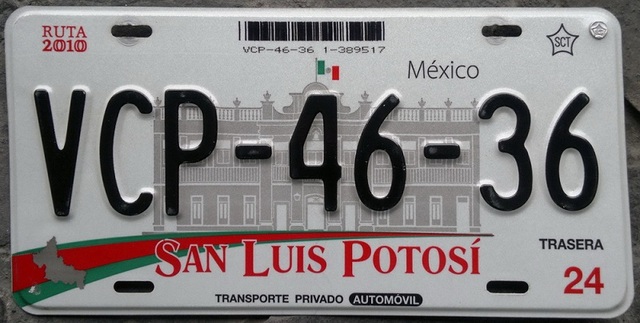 RUTA
2010
VCP-46-36 1-389517
SCT
México
VCP-46-36
SAN LUIS POTOSÍ
TRASERA
24
TRANSPORTE PRIVADO AUTOMÓVIL